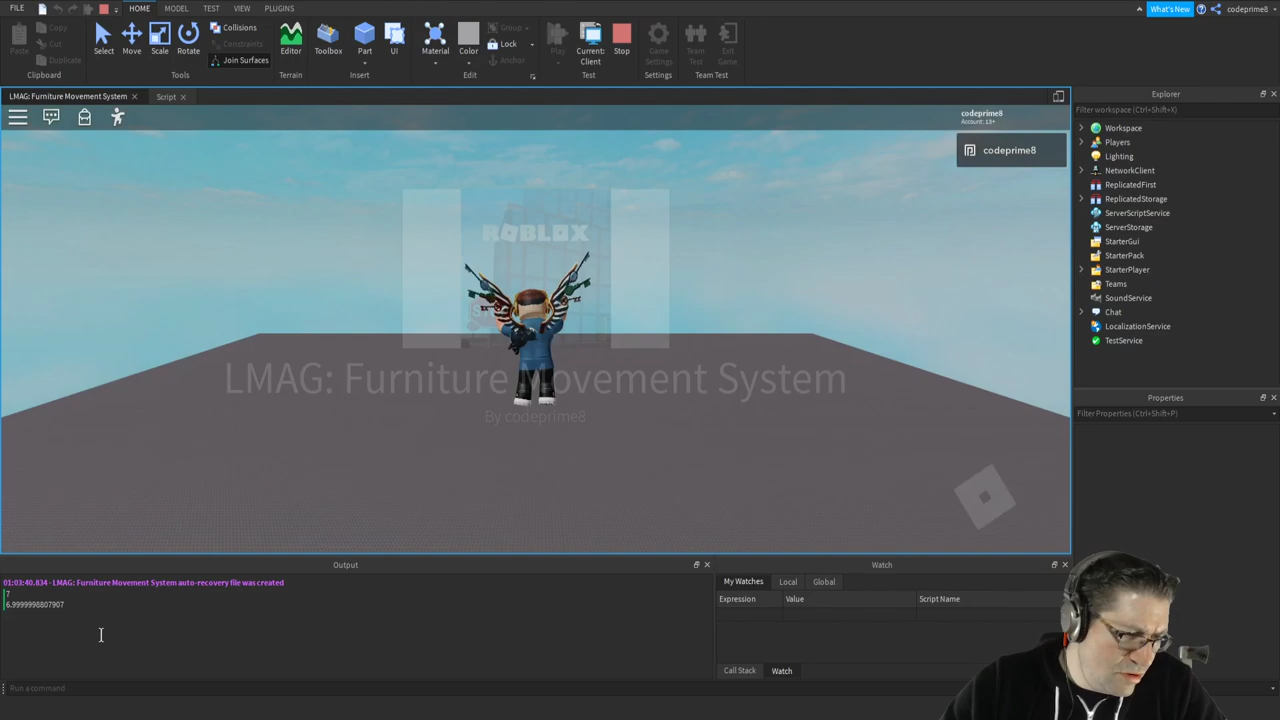 FILE
HOME
MODEL
TEST
VIEW
PLUGINS
What's New
codeprime8
Paste
Copy
Cut
Duplicate
Clipboard
Select
Move
Scale
Rotate
Collisions
Constraints
Join Surfaces
Tools
Editor
Terrain
Toolbox
Part
UI
Insert
Material
Color
Group
Lock
Anchor
Edit
Play
Current:
Client
Stop
Test
Game
Settings
Settings
Team
Test
Exit
Game
Team Test
LMAG: Furniture Movement System
Script
codeprime8
Account: 13+
codeprime8
ROBLOX
LMAG: Furniture Movement System
By codeprime8
Explorer
Filter workspace (Ctrl+Shift+X)
Workspace
Players
Lighting
NetworkClient
ReplicatedFirst
ReplicatedStorage
ServerScriptService
ServerStorage
StarterGui
StarterPack
StarterPlayer
Teams
SoundService
Chat
LocalizationService
TestService
Properties
Filter Properties (Ctrl+Shift+P)
Output
01:03:40.834 - LMAG: Furniture Movement System auto-recovery file was created
7
6.9999998807907
Run a command
Watch
My Watches
Local
Global
Expression
Value
Script Name
Call Stack
Watch